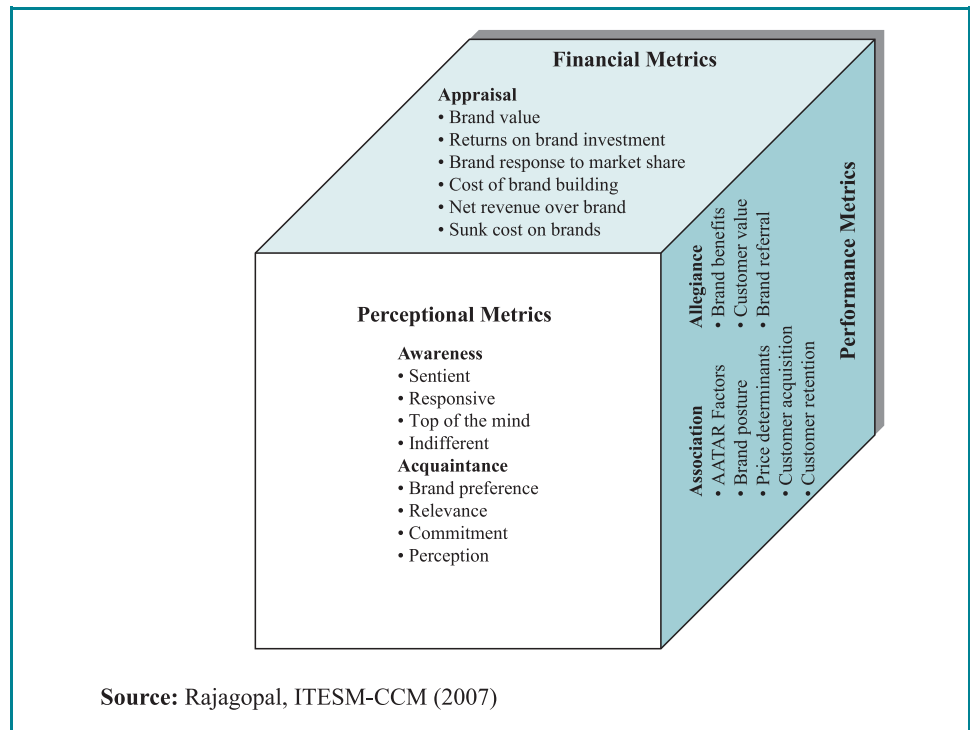 Financial Metrics
Appraisal
• Brand value
• Returns on brand investment
• Brand response to market share
• Cost of brand building
• Net revenue over brand
• Sunk cost on brands
Perceptional Metrics
Awareness
• Sentient
• Responsive
• Top of the mind
• Indifferent
Acquaintance
• Brand preference
• Relevance
• Commitment
• Perception
Performance Metrics
Allegiance
• Brand benefits
• Customer value
• Brand referral
Association
• AATAR Factors
• Brand posture
• Price determinants
• Customer acquisition
• Customer retention
Source: Rajagopal, ITESM-CCM (2007)